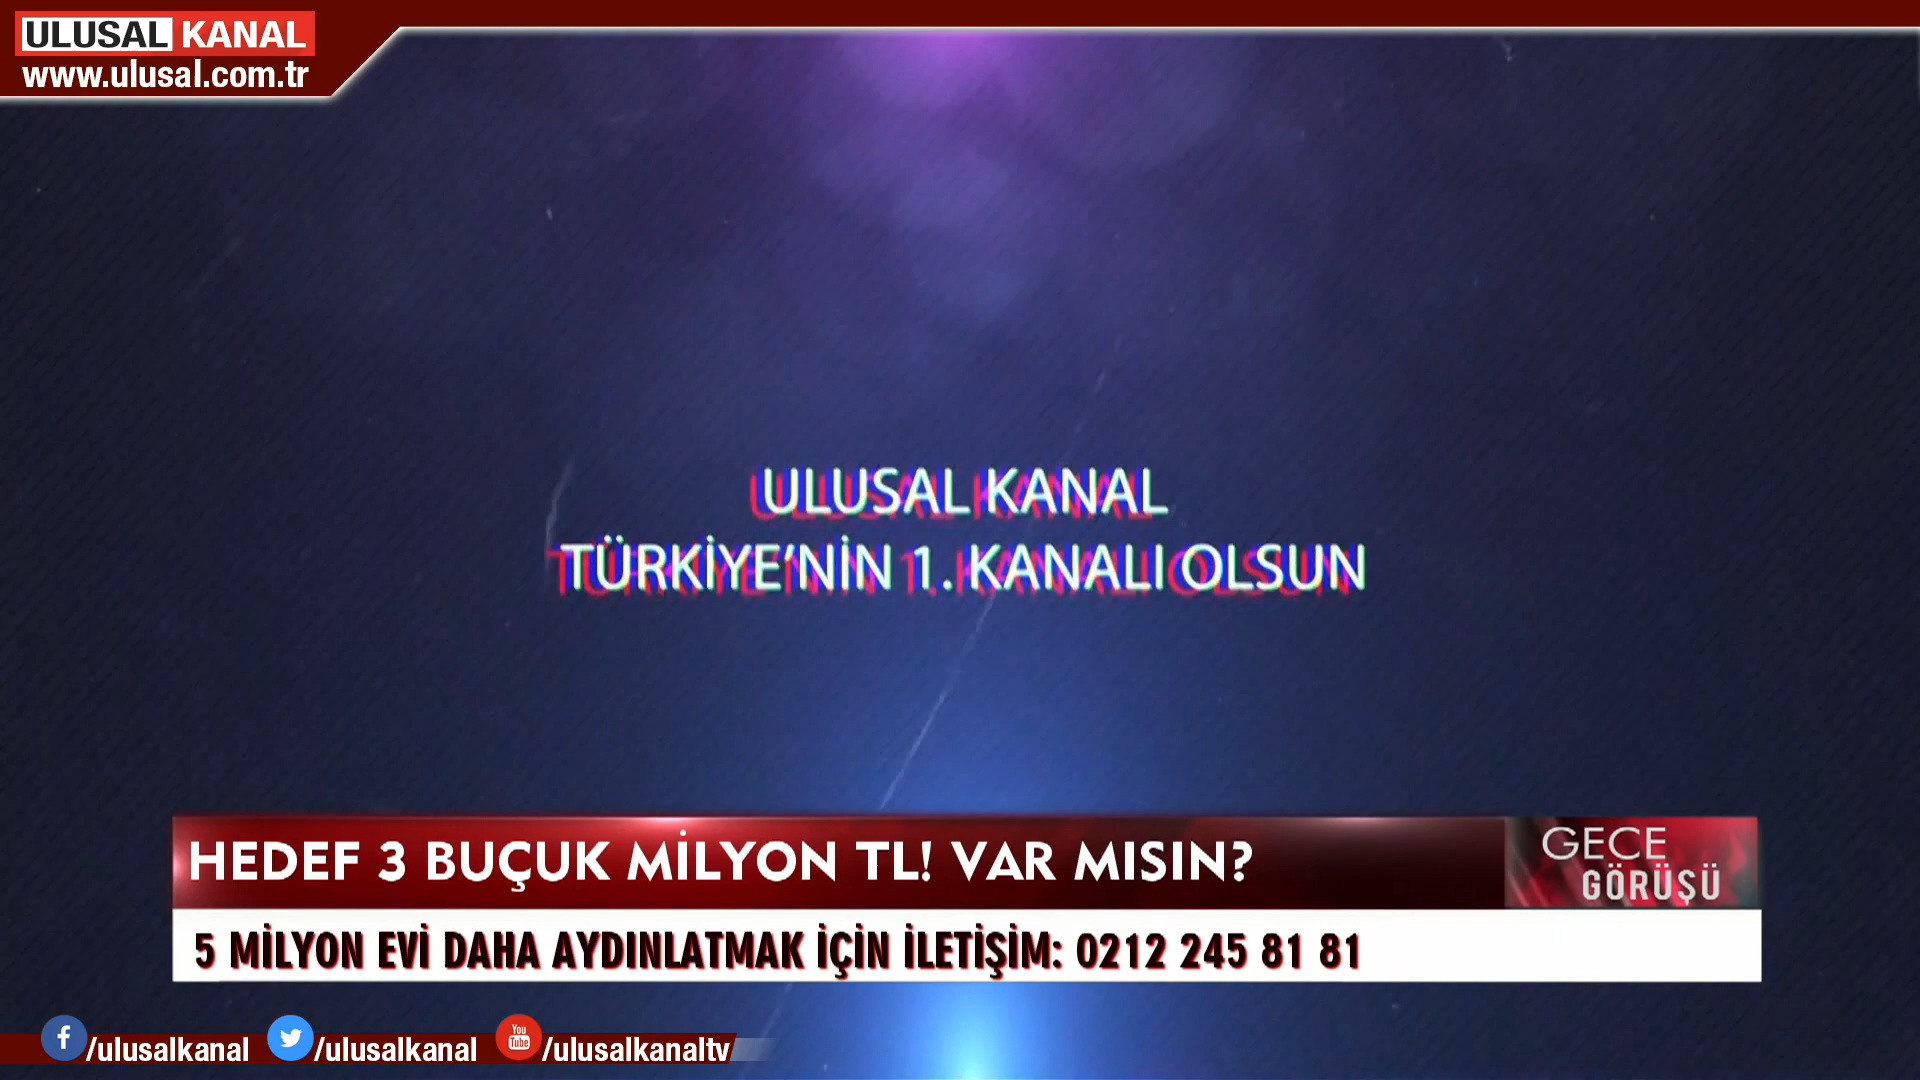 ULUSAL KANAL
www.ulusal.com.tr
ULUSAL KANAL
TÜRKİYE'NİN 1. KANALI OLSUN
HEDEF 3 BUÇUK MİLYON TL! VAR MISIN?
GECE
GÖRÜŞÜ
5 MİLYON EVİ DAHA AYDINLATMAK İÇİN İLETİŞİM: 0212 245 81 81
f /ulusalkanal /ulusalkanal You Tube /ulusalkanaltv